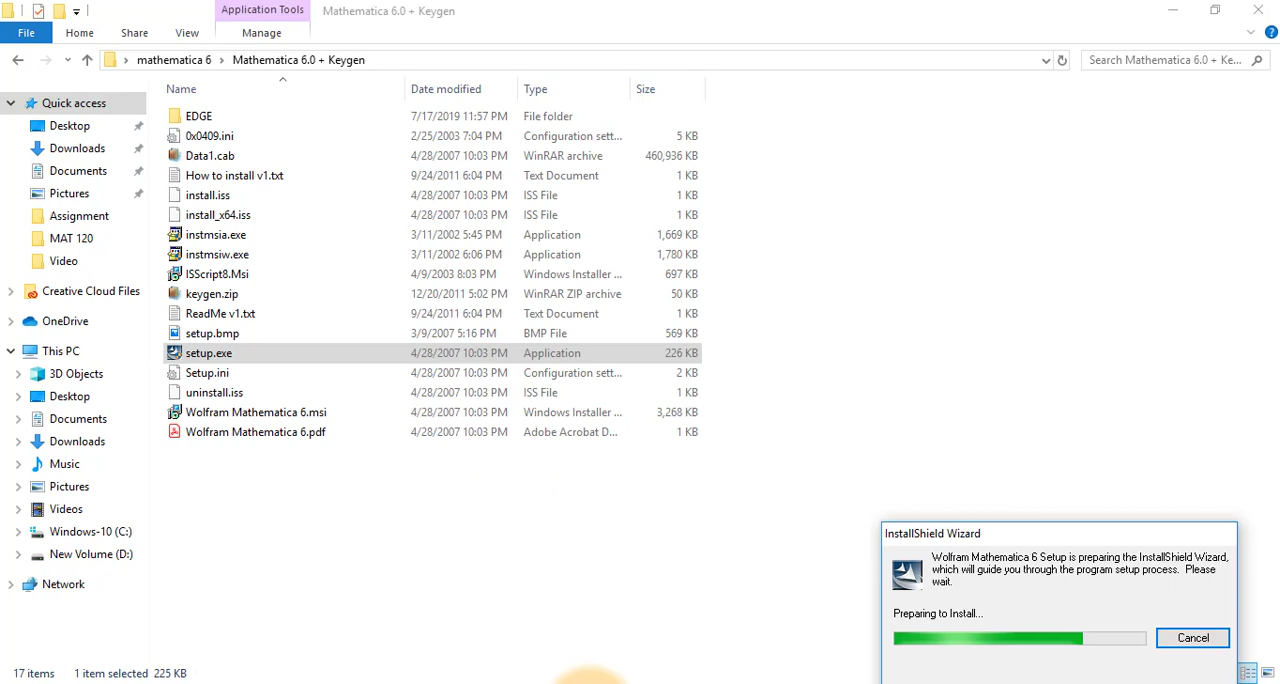 Application Tools
Mathematica 6.0 + Keygen
File
Home
Share
View
Manage
mathematica 6
Mathematica 6.0 + Keygen
Search Mathematica 6.0 + Ke...
Name
Date modified
Type
Size
Quick access
Desktop
Downloads
Documents
Pictures
Assignment
MAT 120
Video
Creative Cloud Files
OneDrive
This PC
3D Objects
Desktop
Documents
Downloads
Music
Pictures
Videos
Windows-10 (C:)
New Volume (D:)
Network
EDGE 7/17/2019 11:57 PM File folder
0x0409.ini 2/25/2003 7:04 PM Configuration sett... 5 KB
Data1.cab 4/28/2007 10:03 PM WinRAR archive 460,936 KB
How to install v1.txt 9/24/2011 6:04 PM Text Document 1 KB
install.iss 4/28/2007 10:03 PM ISS File 1 KB
install_x64.iss 4/28/2007 10:03 PM ISS File 1 KB
instmsia.exe 3/11/2002 5:45 PM Application 1,669 KB
instmsiw.exe 3/11/2002 6:06 PM Application 1,780 KB
ISScript8.Msi 4/9/2003 8:03 PM Windows Installer ... 697 KB
keygen.zip 12/20/2011 5:02 PM WinRAR ZIP archive 50 KB
ReadMe v1.txt 9/24/2011 6:04 PM Text Document 1 KB
setup.bmp 3/9/2007 5:16 PM BMP File 569 KB
setup.exe 4/28/2007 10:03 PM Application 226 KB
Setup.ini 4/28/2007 10:03 PM Configuration sett... 2 KB
uninstall.iss 4/28/2007 10:03 PM ISS File 1 KB
Wolfram Mathematica 6.msi 4/28/2007 10:03 PM Windows Installer ... 3,268 KB
Wolfram Mathematica 6.pdf 4/28/2007 10:03 PM Adobe Acrobat D... 1 KB
InstallShield Wizard
Wolfram Mathematica 6 Setup is preparing the InstallShield Wizard,
which will guide you through the program setup process. Please
wait.
Preparing to Install...
Cancel
17 items
1 item selected 225 KB